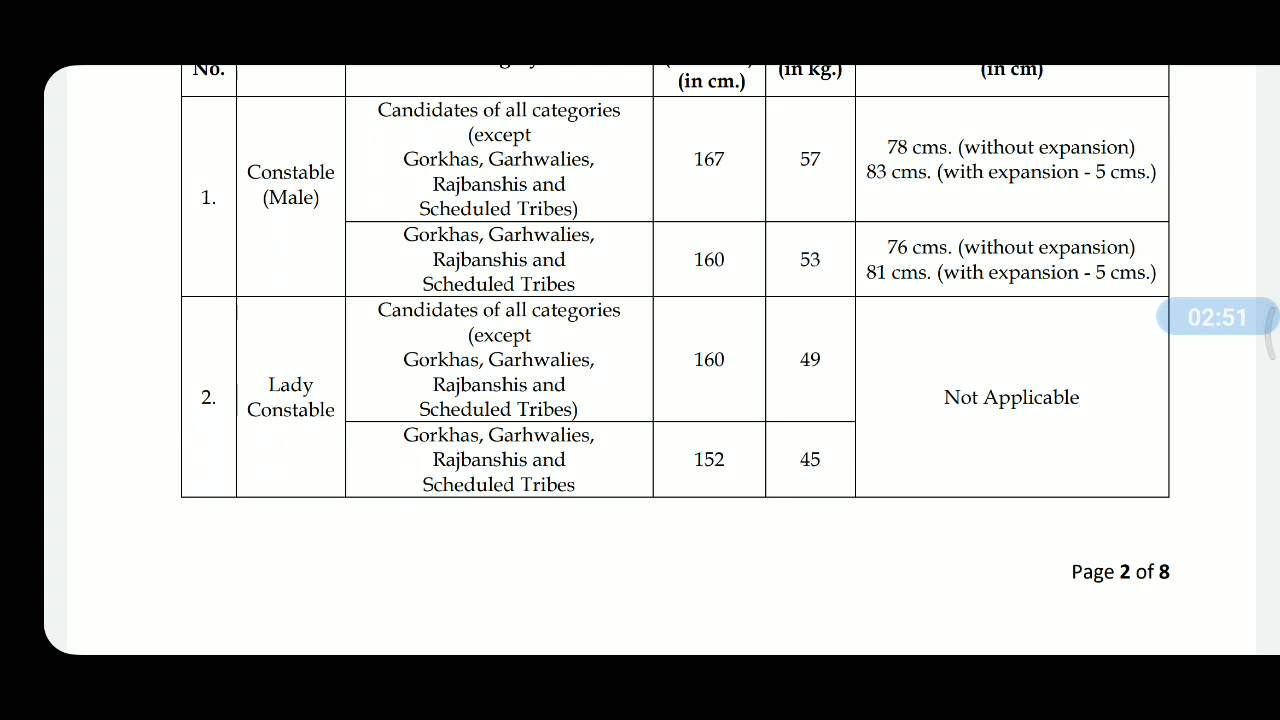 No.
(in cm.)
(in kg.)
(in cm)
1.
Constable
(Male)
Candidates of all categories
(except
Gorkhas, Garhwalies,
Rajbanshis and
Scheduled Tribes)
167
57
78 cms. (without expansion)
83 cms. (with expansion - 5 cms.)
Gorkhas, Garhwalies,
Rajbanshis and
Scheduled Tribes
160
53
76 cms. (without expansion)
81 cms. (with expansion - 5 cms.)
2.
Lady
Constable
Candidates of all categories
(except
Gorkhas, Garhwalies,
Rajbanshis and
Scheduled Tribes)
160
49
Not Applicable
Gorkhas, Garhwalies,
Rajbanshis and
Scheduled Tribes
152
45
02:51
Page 2 of 8